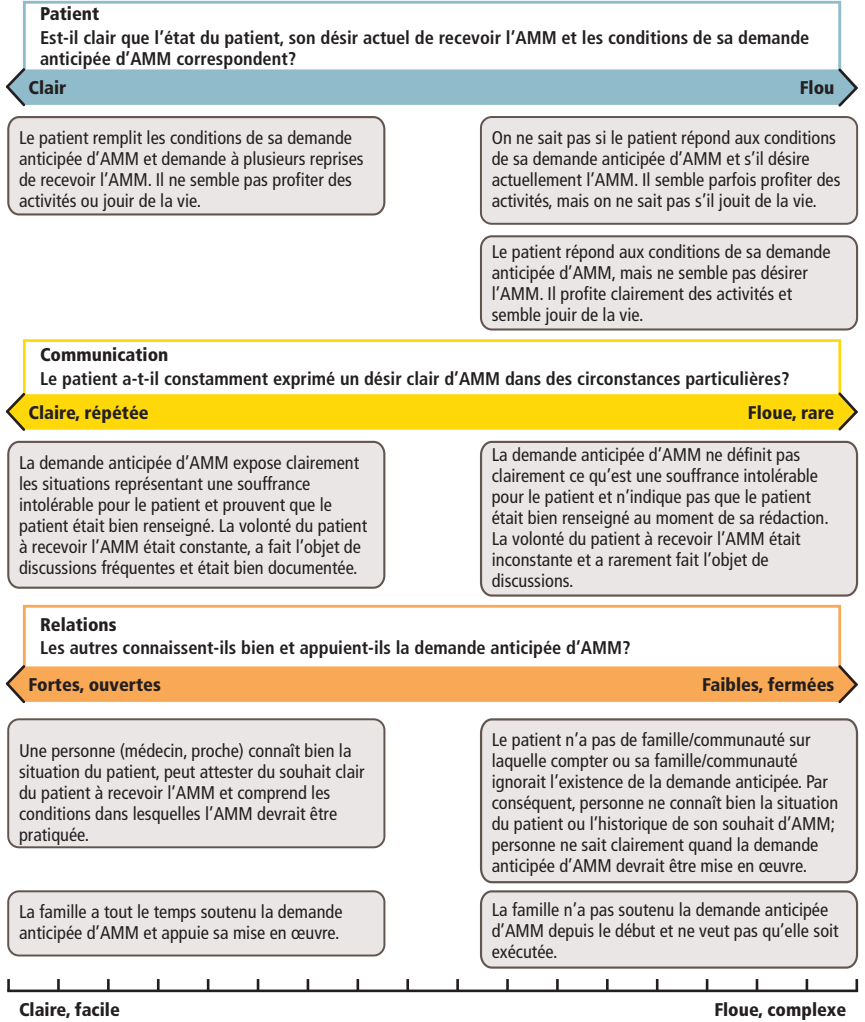 Patient
Est-il clair que l’état du patient, son désir actuel de recevoir l’AMM et les conditions de sa demande
anticipée d’AMM correspondent?
Clair
Flou
Le patient remplit les conditions de sa demande
anticipée d’AMM et demande à plusieurs reprises
de recevoir l’AMM. Il ne semble pas profiter des
activités ou jouir de la vie.
On ne sait pas si le patient répond aux conditions
de sa demande anticipée d’AMM et s’il désire
actuellement l’AMM. Il semble parfois profiter des
activités, mais on ne sait pas s’il jouit de la vie.
Le patient répond aux conditions de sa demande
anticipée d’AMM, mais ne semble pas désirer
l’AMM. Il profite clairement des activités et
semble jouir de la vie.
Communication
Le patient a-t-il constamment exprimé un désir clair d’AMM dans des circonstances particulières?
Claire, répétée
Floue, rare
La demande anticipée d’AMM expose clairement
les situations représentant une souffrance
intolérable pour le patient et prouvent que le
patient était bien renseigné. La volonté du patient
à recevoir l’AMM était constante, a fait l’objet de
discussions fréquentes et était bien documentée.
La demande anticipée d’AMM ne définit pas
clairement ce qu’est une souffrance intolérable
pour le patient et n’indique pas que le patient
était bien renseigné au moment de sa rédaction.
La volonté du patient à recevoir l’AMM était
inconstante et a rarement fait l’objet de
discussions.
Relations
Les autres connaissent-ils bien et appuient-ils la demande anticipée d’AMM?
Fortes, ouvertes
Faibles, fermées
Une personne (médecin, proche) connaît bien la
situation du patient, peut attester du souhait clair
du patient à recevoir l’AMM et comprend les
conditions dans lesquelles l’AMM devrait être
pratiquée.
Le patient n’a pas de famille/communauté sur
laquelle compter ou sa famille/communauté
ignorait l’existence de la demande anticipée. Par
conséquent, personne ne connaît bien la situation
du patient ou l’historique de son souhait d’AMM;
personne ne sait clairement quand la demande
anticipée d’AMM devrait être mise en œuvre.
La famille a tout le temps soutenu la demande
anticipée d’AMM et appuie sa mise en œuvre.
La famille n’a pas soutenu la demande anticipée
d’AMM depuis le début et ne veut pas qu’elle soit
exécutée.
Claire, facile
Floue, complexe